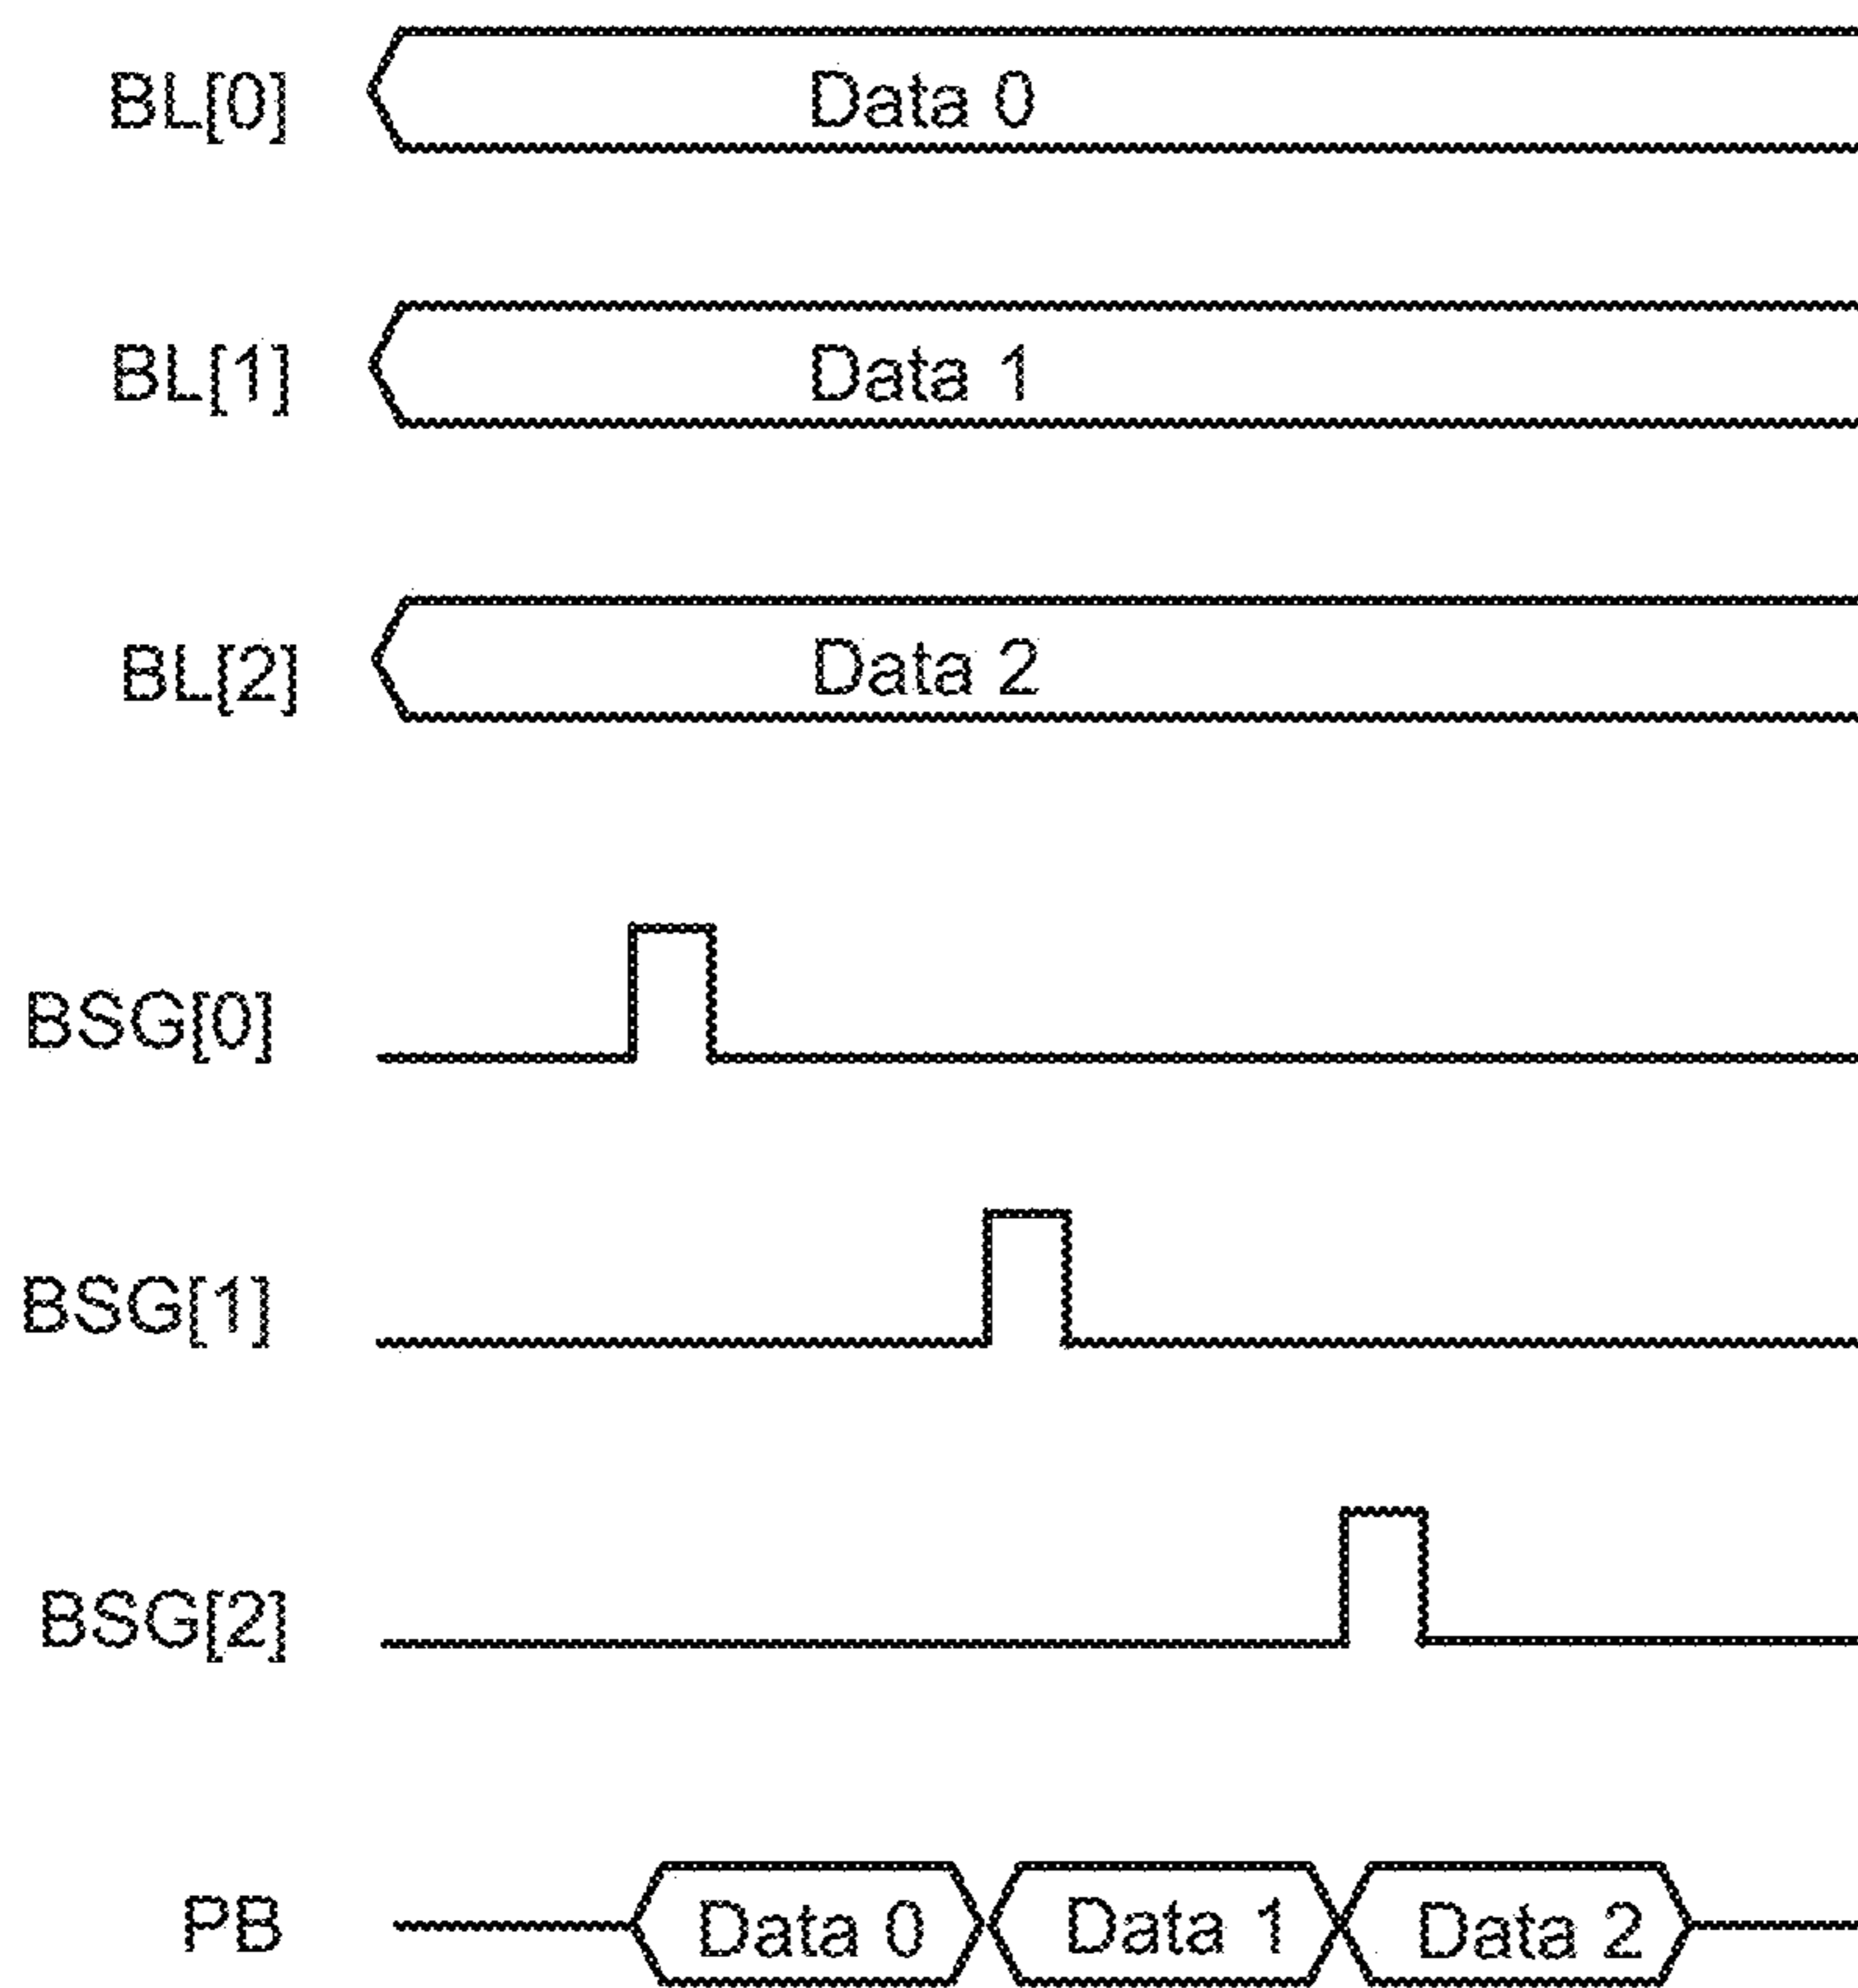 BL[0] Data 0
BL[1] Data 1
BL[2] Data 2
BSG[0]
BSG[1]
BSG[2]
PB Data 0 Data 1 Data 2